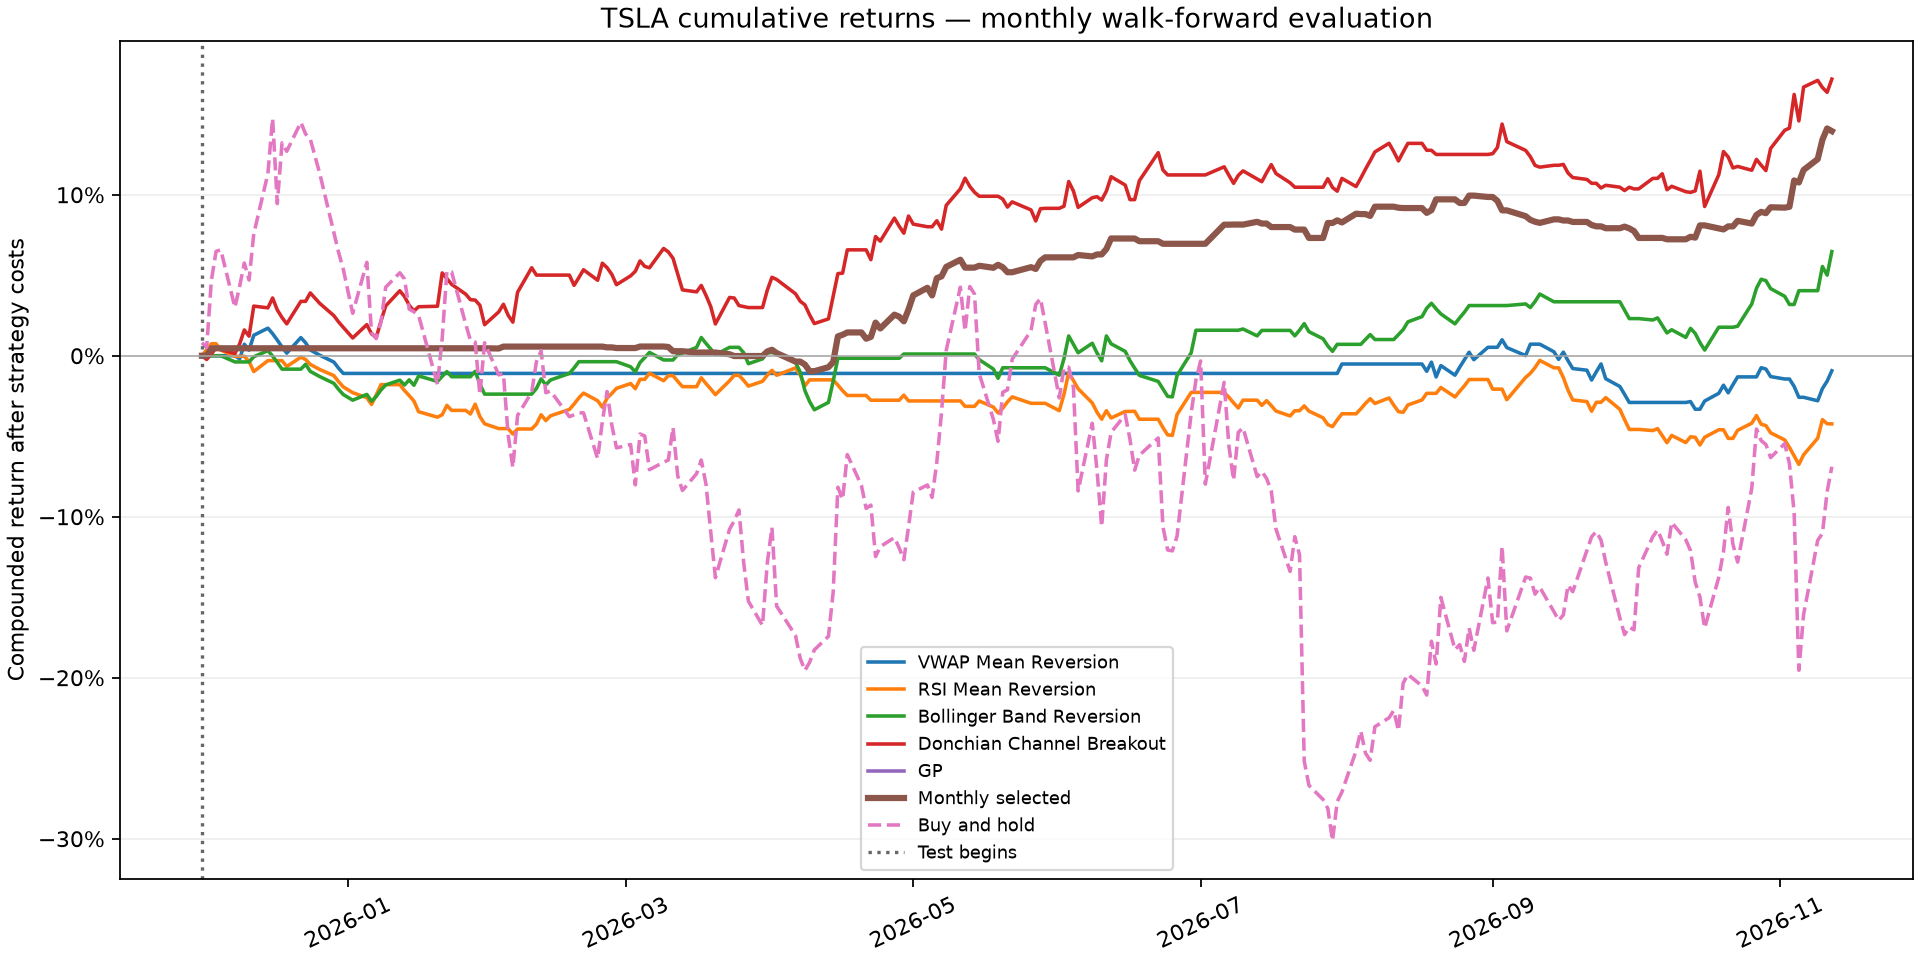 TSLA cumulative returns — monthly walk-forward evaluation
Compounded return after strategy costs
10%
0%
−10%
−20%
−30%
VWAP Mean Reversion
RSI Mean Reversion
Bollinger Band Reversion
Donchian Channel Breakout
GP
Monthly selected
Buy and hold
Test begins
2026-01
2026-03
2026-05
2026-07
2026-09
2026-11